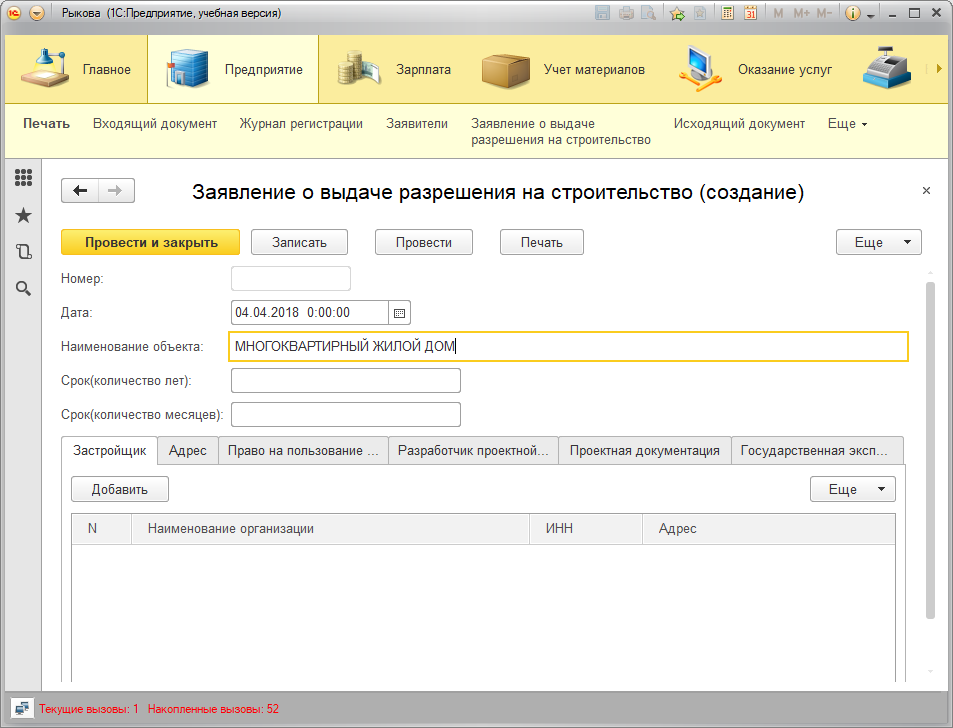 Рыкова (1С:Предприятие, учебная версия)
M M+ M-
31
Главное
Предприятие
Зарплата
Учет материалов
Оказание услуг
Печать
Входящий документ
Журнал регистрации
Заявители
Заявление о выдаче
разрешения на строительство
Исходящий документ
Еще
Заявление о выдаче разрешения на строительство (создание)
Провести и закрыть
Записать
Провести
Печать
Еще
Номер:
Дата: 04.04.2018 0:00:00
Наименование объекта: МНОГОКВАРТИРНЫЙ ЖИЛОЙ ДОМ
Срок(количество лет):
Срок(количество месяцев):
Застройщик
Адрес
Право на пользование ...
Разработчик проектной...
Проектная документация
Государственная эксп...
Добавить
Еще
N
Наименование организации
ИНН
Адрес
Текущие вызовы: 1 Накопленные вызовы: 52